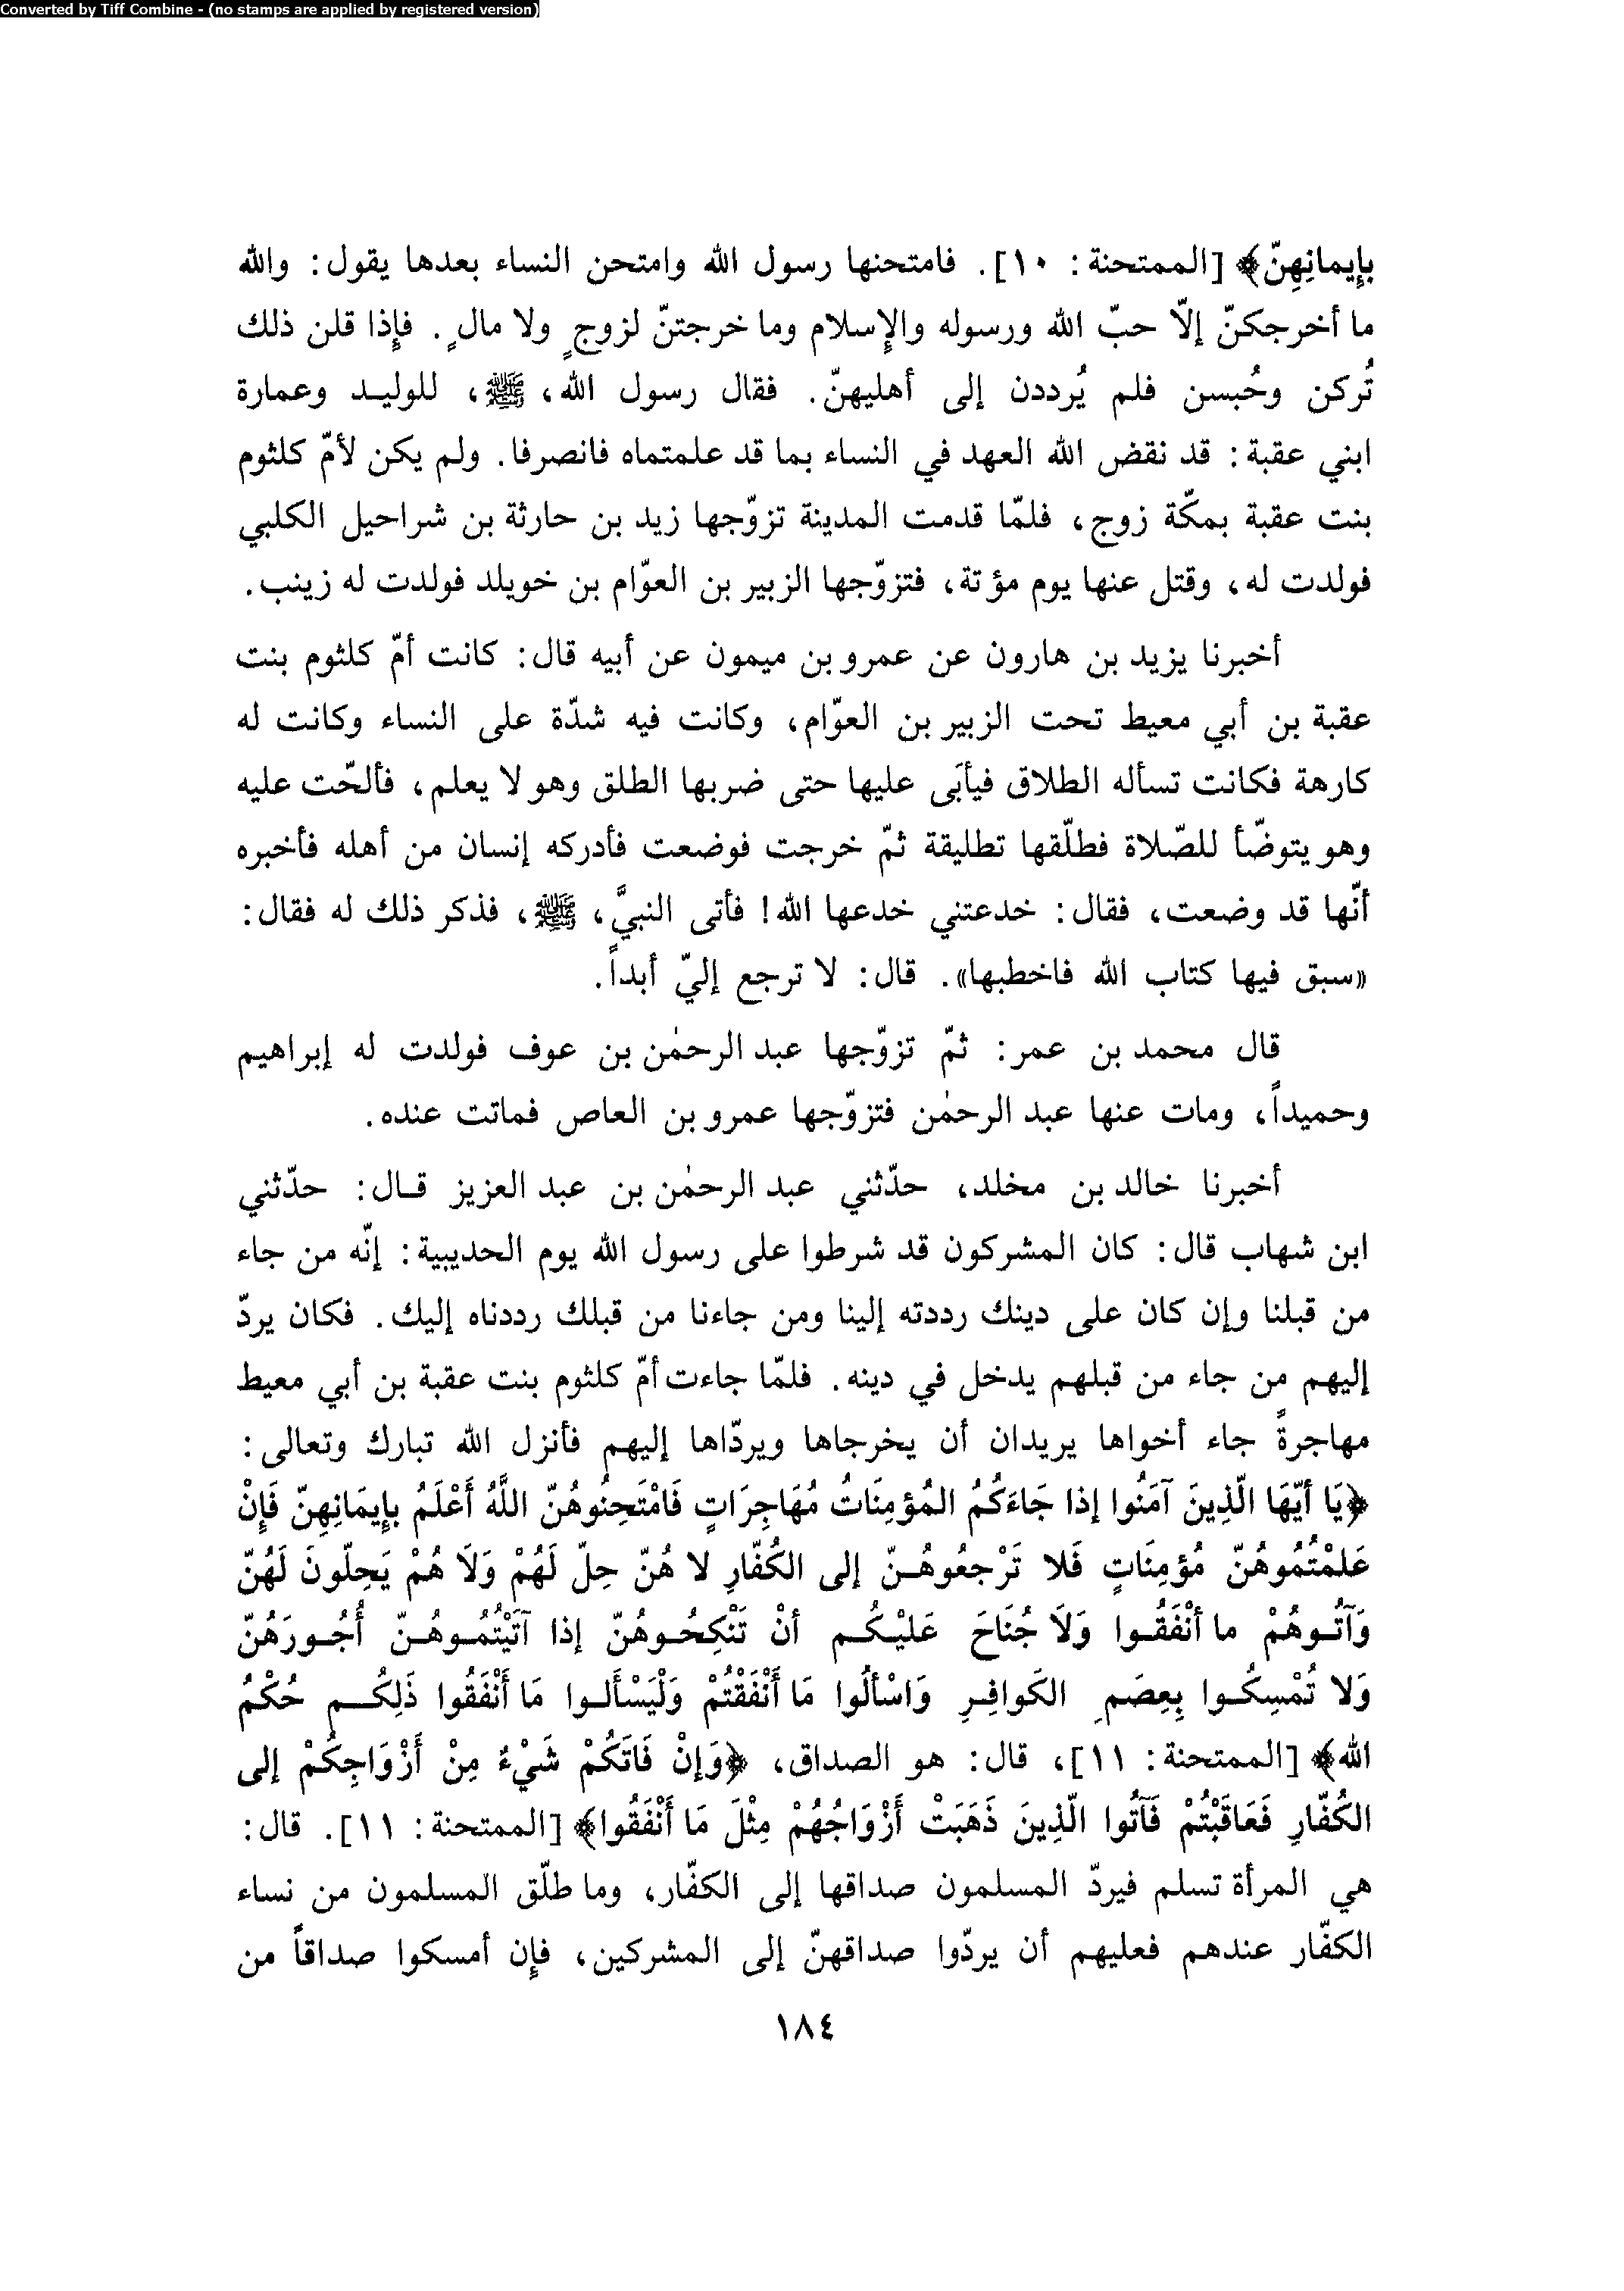 Converted by Tiff Combine - (no stamps are applied by registered version)
بإيمانِهِنّ﴾ [الممتحنة: ١٠]. فامتحنها رسول الله وامتحن النساء بعدها يقول: والله
ما أخرجكنّ إلّا حبّ الله ورسوله والإسلام وما خرجتنّ لزوجٍ ولا مالٍ. فإذا قلن ذلك
تُركن وحُبسن فلم يُرددن إلى أهليهنّ. فقال رسول الله، ﷺ، للوليد وعمارة
ابني عقبة: قد نقض الله العهد في النساء بما قد علمتماه فانصرفا. ولم يكن لأمّ كلثوم
بنت عقبة بمكّة زوج، فلمّا قدمت المدينة تزوّجها زيد بن حارثة بن شراحيل الكلبي
فولدت له، وقتل عنها يوم مؤتة، فتزوّجها الزبير بن العوّام بن خويلد فولدت له زينب.
أخبرنا يزيد بن هارون عن عمرو بن ميمون عن أبيه قال: كانت أمّ كلثوم بنت
عقبة بن أبي معيط تحت الزبير بن العوّام، وكانت فيه شدّة على النساء وكانت له
كارهة فكانت تسأله الطلاق فيأبَى عليها حتى ضربها الطلق وهو لا يعلم، فألحّت عليه
وهو يتوضّأ للصّلاة فطلّقها تطليقة ثمّ خرجت فوضعت فأدركه إنسان من أهله فأخبره
أنّها قد وضعت، فقال: خدعتني خدعها الله! فأتى النبيَّ، ﷺ، فذكر ذلك له فقال:
«سبق فيها كتاب الله فاخطبها». قال: لا ترجع إليّ أبداً.
قال محمد بن عمر: ثمّ تزوّجها عبد الرحمٰن بن عوف فولدت له إبراهيم
وحميداً، ومات عنها عبد الرحمٰن فتزوّجها عمرو بن العاص فماتت عنده.
أخبرنا خالد بن مخلد، حدّثني عبد الرحمٰن بن عبد العزيز قال: حدّثني
ابن شهاب قال: كان المشركون قد شرطوا على رسول الله يوم الحديبية: إنّه من جاء
من قبلنا وإن كان على دينك رددته إلينا ومن جاءنا من قبلك رددناه إليك. فكان يردّ
إليهم من جاء من قبلهم يدخل في دينه. فلمّا جاءت أمّ كلثوم بنت عقبة بن أبي معيط
مهاجرةً جاء أخواها يريدان أن يخرجاها ويردّاها إليهم فأنزل الله تبارك وتعالى:
﴿يَا أيّهَا الّذِينَ آمَنُوا إذا جَاءَكُمُ المُؤمِنَاتُ مُهَاجِرَاتٍ فَامْتَحِنُوهُنّ اللَّهُ أَعْلَمُ بإِيمَانِهِنّ فَإِنْ
عَلمْتُمُوهُنّ مُؤمِنَاتٍ فَلا تَرْجعُوهُنّ إلى الكُفّارِ لا هُنّ حِلّ لَهُمْ وَلَا هُمْ يَحِلّونَ لَهُنّ
وَآتُوهُمْ ما أنْفَقُوا وَلَا جُنَاحَ عَلَيْكُم أنْ تَنْكِحُوهُنّ إذا آتَيْتُمُوهُنّ أُجُورَهُنّ
وَلا تُمْسِكُوا بِعِصَمِ الكَوافِرِ وَاسْألُوا مَا أَنْفَقْتُمْ وَلْيَسْأَلوا مَا أَنْفَقُوا ذَلِكُم حُكْمُ
الله﴾ [الممتحنة: ١١]، قال: هو الصداق، ﴿وَإنْ فَاتَكُمْ شَيْءٌ مِنْ أَزْوَاجِكُمْ إلى
الكُفّارِ فَعَاقَبْتُمْ فَآتُوا الّذِينَ ذَهَبَتْ أَزْوَاجُهُمْ مِثْلَ مَا أَنْفَقُوا﴾ [الممتحنة: ١١]. قال:
هي المرأة تسلم فيردّ المسلمون صداقها إلى الكفّار، وما طلّق المسلمون من نساء
الكفّار عندهم فعليهم أن يردّوا صداقهنّ إلى المشركين، فإن أمسكوا صداقاً من
١٨٤